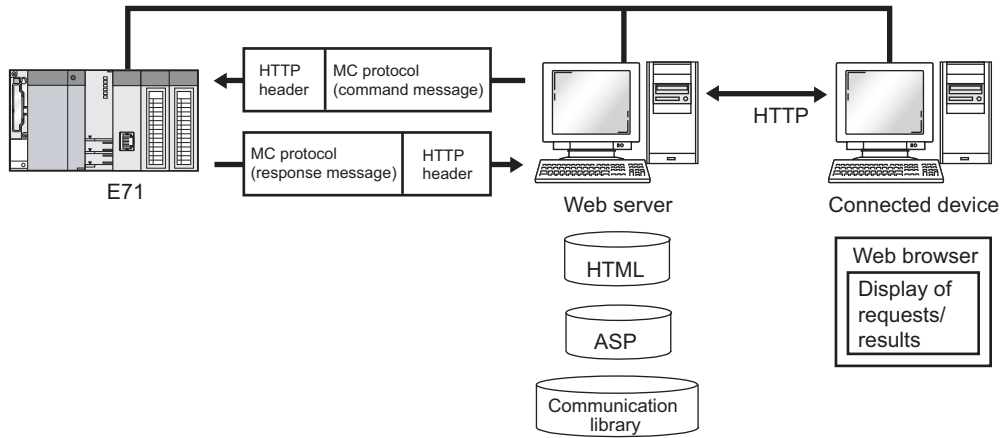 HTTP
header
MC protocol
(command message)
MC protocol
(response message)
HTTP
header
E71
HTTP
Web server
Connected device
HTML
ASP
Communication
library
Web browser
Display of
requests/
results